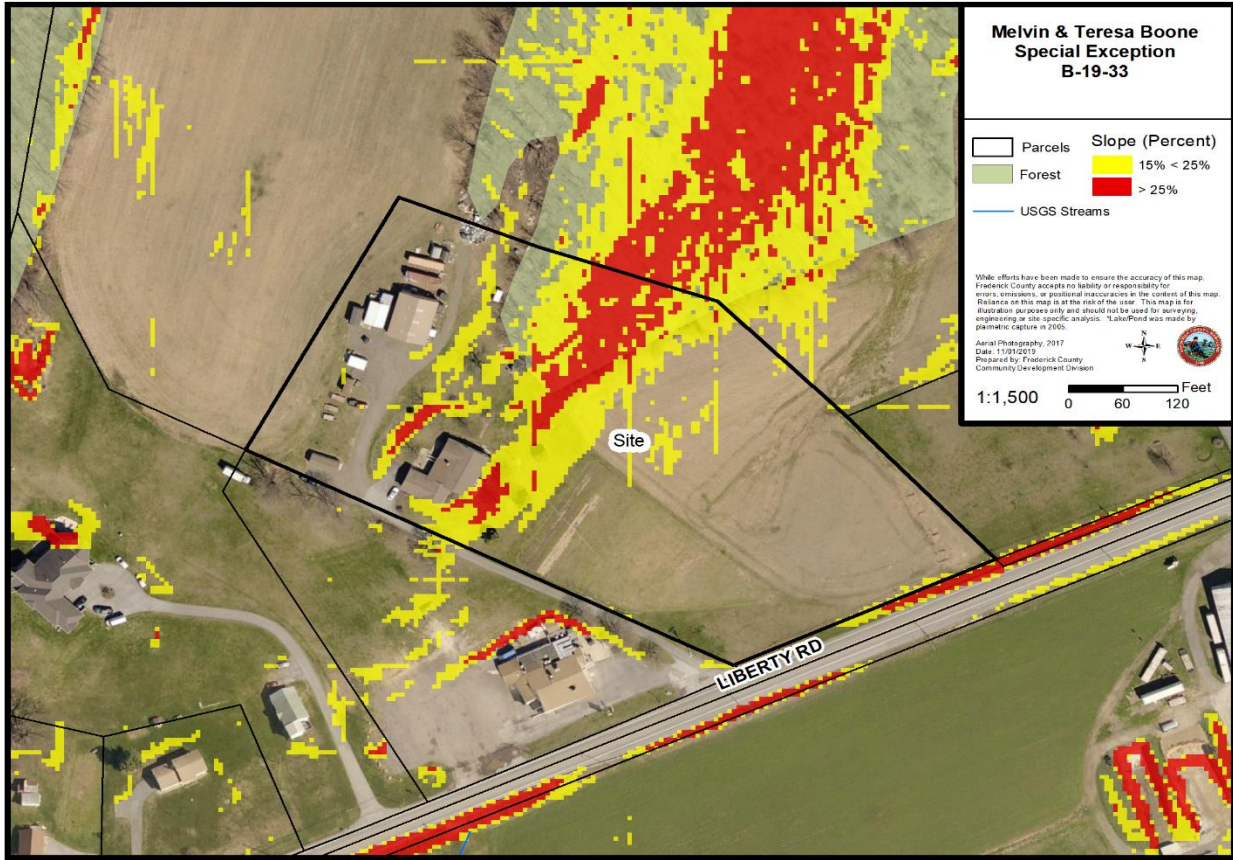 Melvin & Teresa Boone
Special Exception
B-19-33
Parcels
Forest
USGS Streams
Slope (Percent)
15% < 25%
> 25%
While efforts have been made to ensure the accuracy of this map,
Frederick County accepts no liability or responsibility for
errors, omissions, or positional inaccuracies in the content of this map.
Reliance on this map is at the risk of the user. This map is for
illustration purposes only and should not be used for surveying,
engineering, or site specific analysis. *Lake/Pond was made by
plaimetric capture in 2005.
Aerial Photography, 2017
Date: 11/01/2019
Prepared by: Frederick County
Community Development Division
N
W E
S
1:1,500
Feet
0 60 120
Site
LIBERTY RD